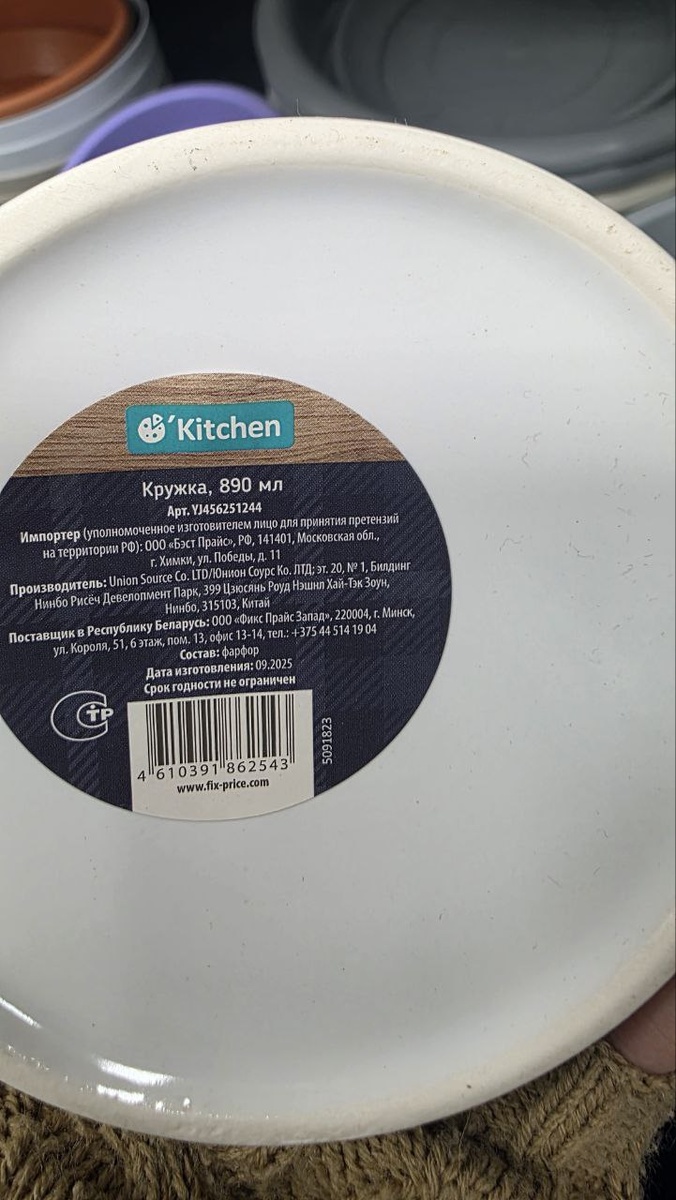 'Kitchen
Кружка, 890 мл
Арт. YJ456251244
Импортер (уполномоченное изготовителем лицо для принятия претензий
на территории РФ): ООО «Бэст Прайс», РФ, 141401, Московская обл.,
г. Химки, ул. Победы, д. 11
Производитель: Union Source Co. LTD/Юнион Соурс Ко. ЛТД; эт. 20, № 1, Билдинг
Нинбо Рисёч Девелопмент Парк, 399 Цзюсянь Роуд Нэшнл Хай-Тэк Зоун,
Нинбо, 315103, Китай
Поставщик в Республику Беларусь: ООО «Фикс Прайс Запад», 220004, г. Минск,
ул. Короля, 51, 6 этаж, пом. 13, офис 13-14, тел.: +375 44 514 19 04
Состав: фарфор
Дата изготовления: 09.2025
Срок годности не ограничен
СТР
5091823
4 610391 862543
www.fix-price.com